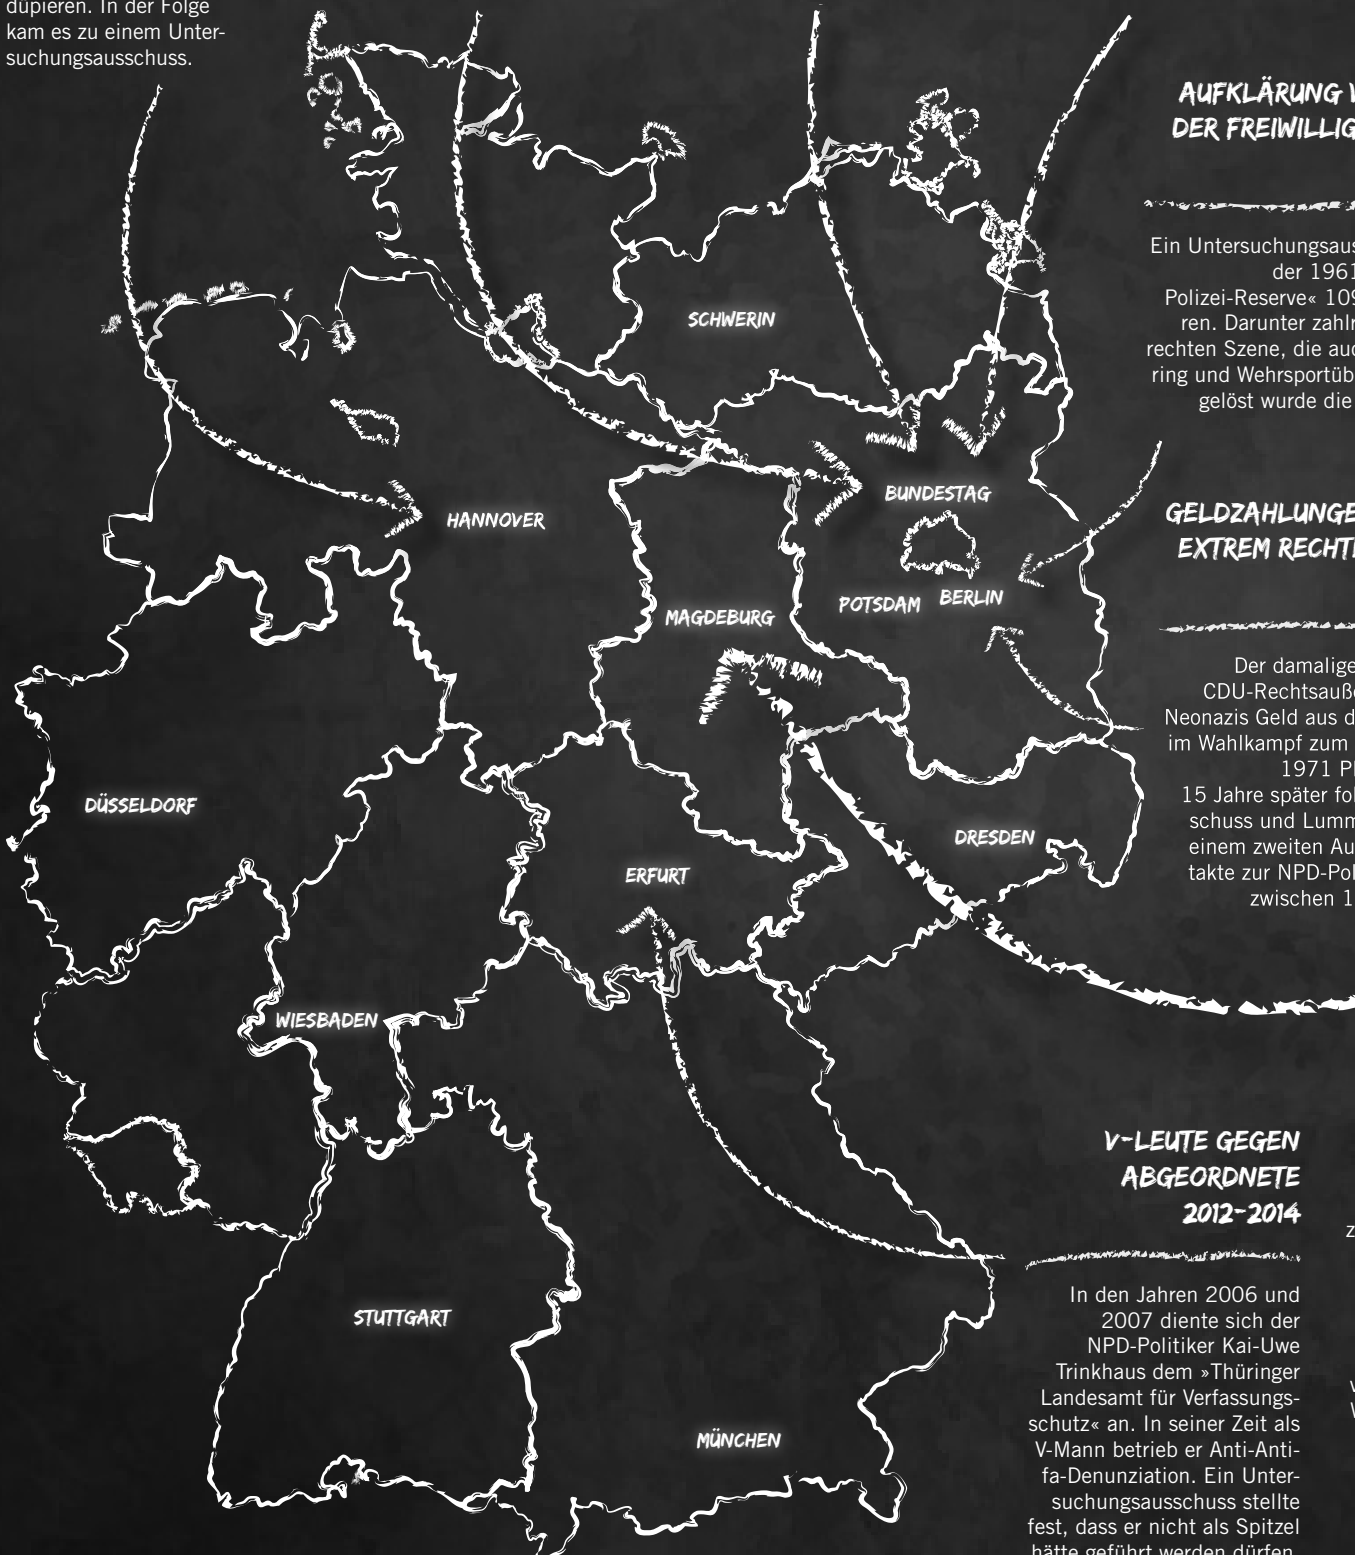 dupieren. In der Folge
kam es zu einem Unter-
suchungsausschuss.
AUFKLÄRUNG
DER FREIWILLIG
Ein Untersuchungsaus
der 1961
Polizei-Reserve« 109
ren. Darunter zahlr
rechten Szene, die auc
ring und Wehrsportüb
gelöst wurde die
SCHWERIN
HANNOVER
BUNDESTAG
POTSDAM BERLIN
MAGDEBURG
GELDZAHLUNGE
EXTREM RECHT
Der damalige
CDU-Rechtsauße
Neonazis Geld aus d
im Wahlkampf zum
1971 P
15 Jahre später fol
schuss und Lumm
einem zweiten Au
takte zur NPD-Pol
zwischen 1
DÜSSELDORF
DRESDEN
ERFURT
WIESBADEN
STUTTGART
MÜNCHEN
V-LEUTE GEGEN
ABGEORDNETE
2012-2014
In den Jahren 2006 und
2007 diente sich der
NPD-Politiker Kai-Uwe
Trinkhaus dem »Thüringer
Landesamt für Verfassungs-
schutz« an. In seiner Zeit als
V-Mann betrieb er Anti-Anti-
fa-Denunziation. Ein Unter-
suchungsausschuss stellte
fest, dass er nicht als Spitzel
hätte geführt werden dürfen.
z